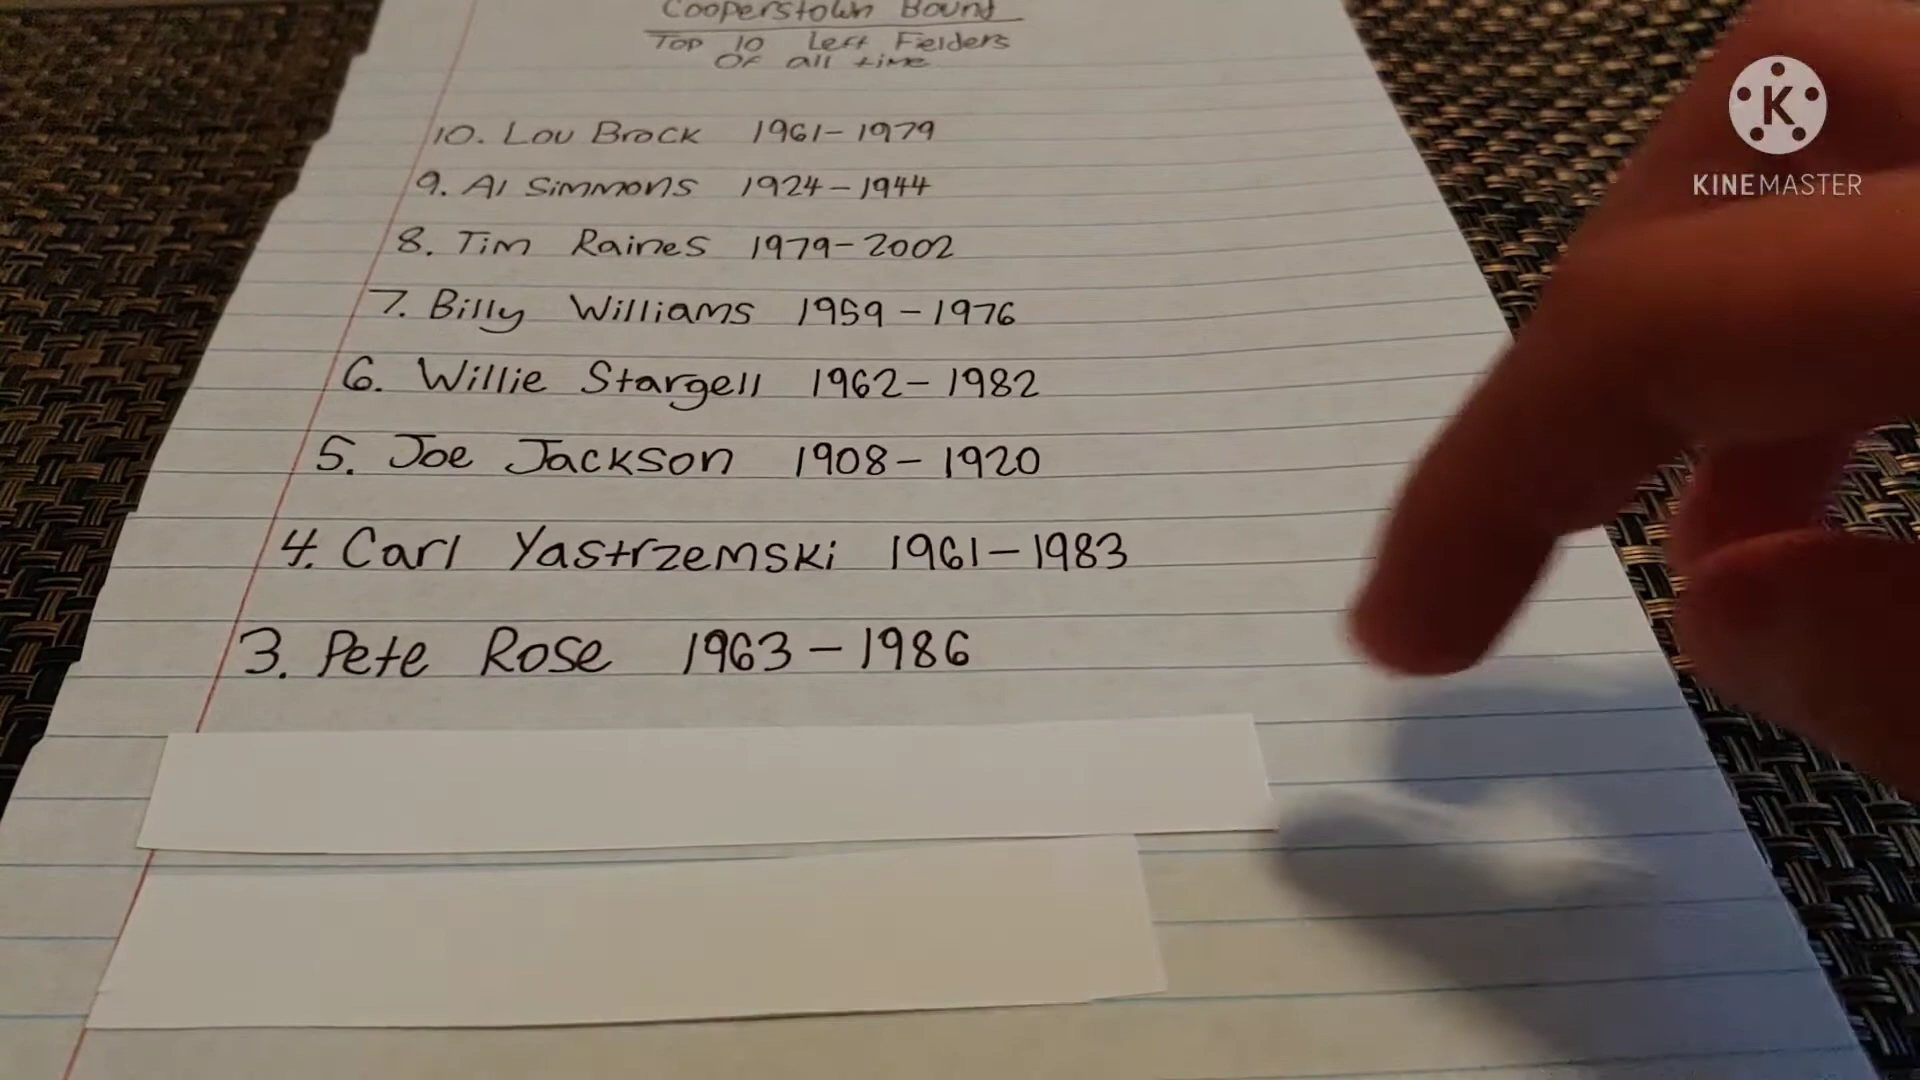 Cooperstown Bound
Top 10 Left Fielders
Of all time
10. Lou Brock 1961-1979
9. Al Simmons 1924-1944
8. Tim Raines 1979-2002
7. Billy Williams 1959-1976
6. Willie Stargell 1962-1982
5. Joe Jackson 1908-1920
4. Carl Yastrzemski 1961-1983
3. Pete Rose 1963-1986
K
KINEMASTER